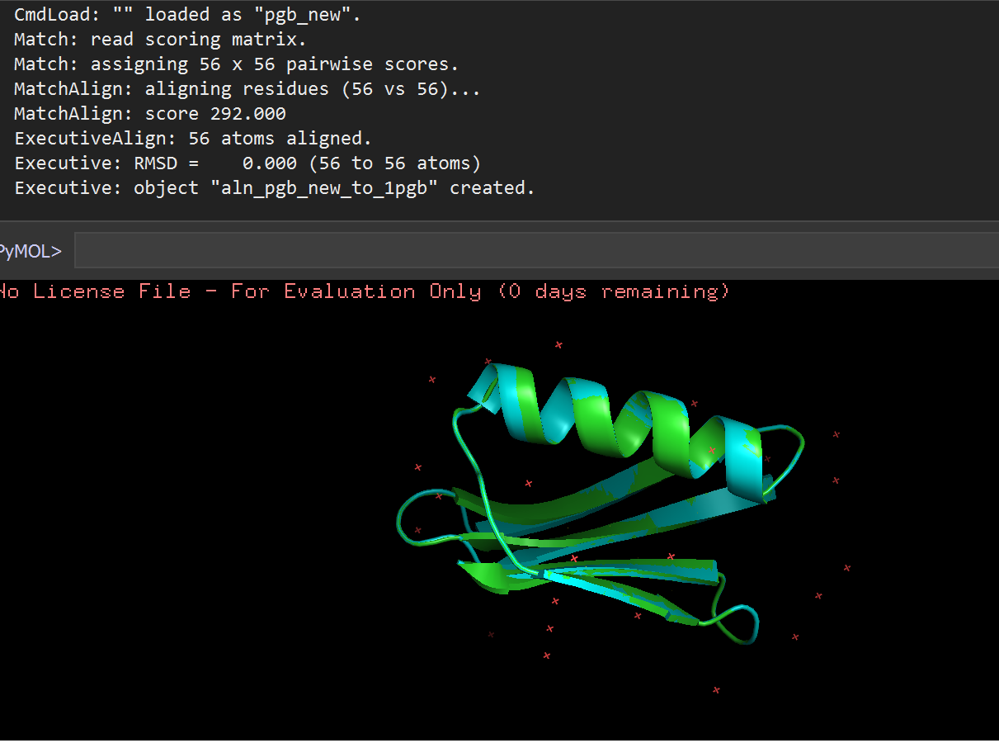 CmdLoad: "" loaded as "pgb_new".
Match: read scoring matrix.
Match: assigning 56 x 56 pairwise scores.
MatchAlign: aligning residues (56 vs 56)...
MatchAlign: score 292.000
ExecutiveAlign: 56 atoms aligned.
Executive: RMSD =    0.000 (56 to 56 atoms)
Executive: object "aln_pgb_new_to_1pgb" created.
PyMOL>
No License File - For Evaluation Only (0 days remaining)